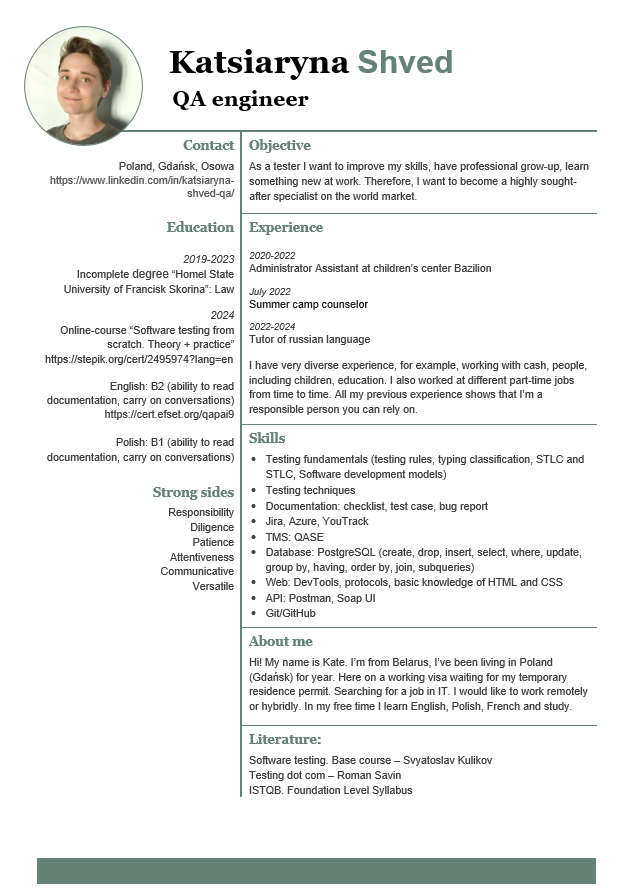 Katsiaryna Shved
QA engineer
Contact
Poland, Gdańsk, Osowa
https://www.linkedin.com/in/katsiaryna-
shved-qa/
Education
2019-2023
Incomplete degree “Homel State
University of Francisk Skorina”: Law
2024
Online-course “Software testing from
scratch. Theory + practice”
https://stepik.org/cert/2495974?lang=en
English: B2 (ability to read
documentation, carry on conversations)
https://cert.efset.org/qapai9
Polish: B1 (ability to read
documentation, carry on conversations)
Strong sides
Responsibility
Diligence
Patience
Attentiveness
Communicative
Versatile
Objective
As a tester I want to improve my skills, have professional grow-up, learn
something new at work. Therefore, I want to become a highly sought-
after specialist on the world market.
Experience
2020-2022
Administrator Assistant at children’s center Bazilion
July 2022
Summer camp counselor
2022-2024
Tutor of russian language
I have very diverse experience, for example, working with cash, people,
including children, education. I also worked at different part-time jobs
from time to time. All my previous experience shows that I’m a
responsible person you can rely on.
Skills
• Testing fundamentals (testing rules, typing classification, STLC and
STLC, Software development models)
• Testing techniques
• Documentation: checklist, test case, bug report
• Jira, Azure, YouTrack
• TMS: QASE
• Database: PostgreSQL (create, drop, insert, select, where, update,
group by, having, order by, join, subqueries)
• Web: DevTools, protocols, basic knowledge of HTML and CSS
• API: Postman, Soap UI
• Git/GitHub
About me
Hi! My name is Kate. I’m from Belarus, I’ve been living in Poland
(Gdańsk) for year. Here on a working visa waiting for my temporary
residence permit. Searching for a job in IT. I would like to work remotely
or hybridly. In my free time I learn English, Polish, French and study.
Literature:
Software testing. Base course – Svyatoslav Kulikov
Testing dot com – Roman Savin
ISTQB. Foundation Level Syllabus